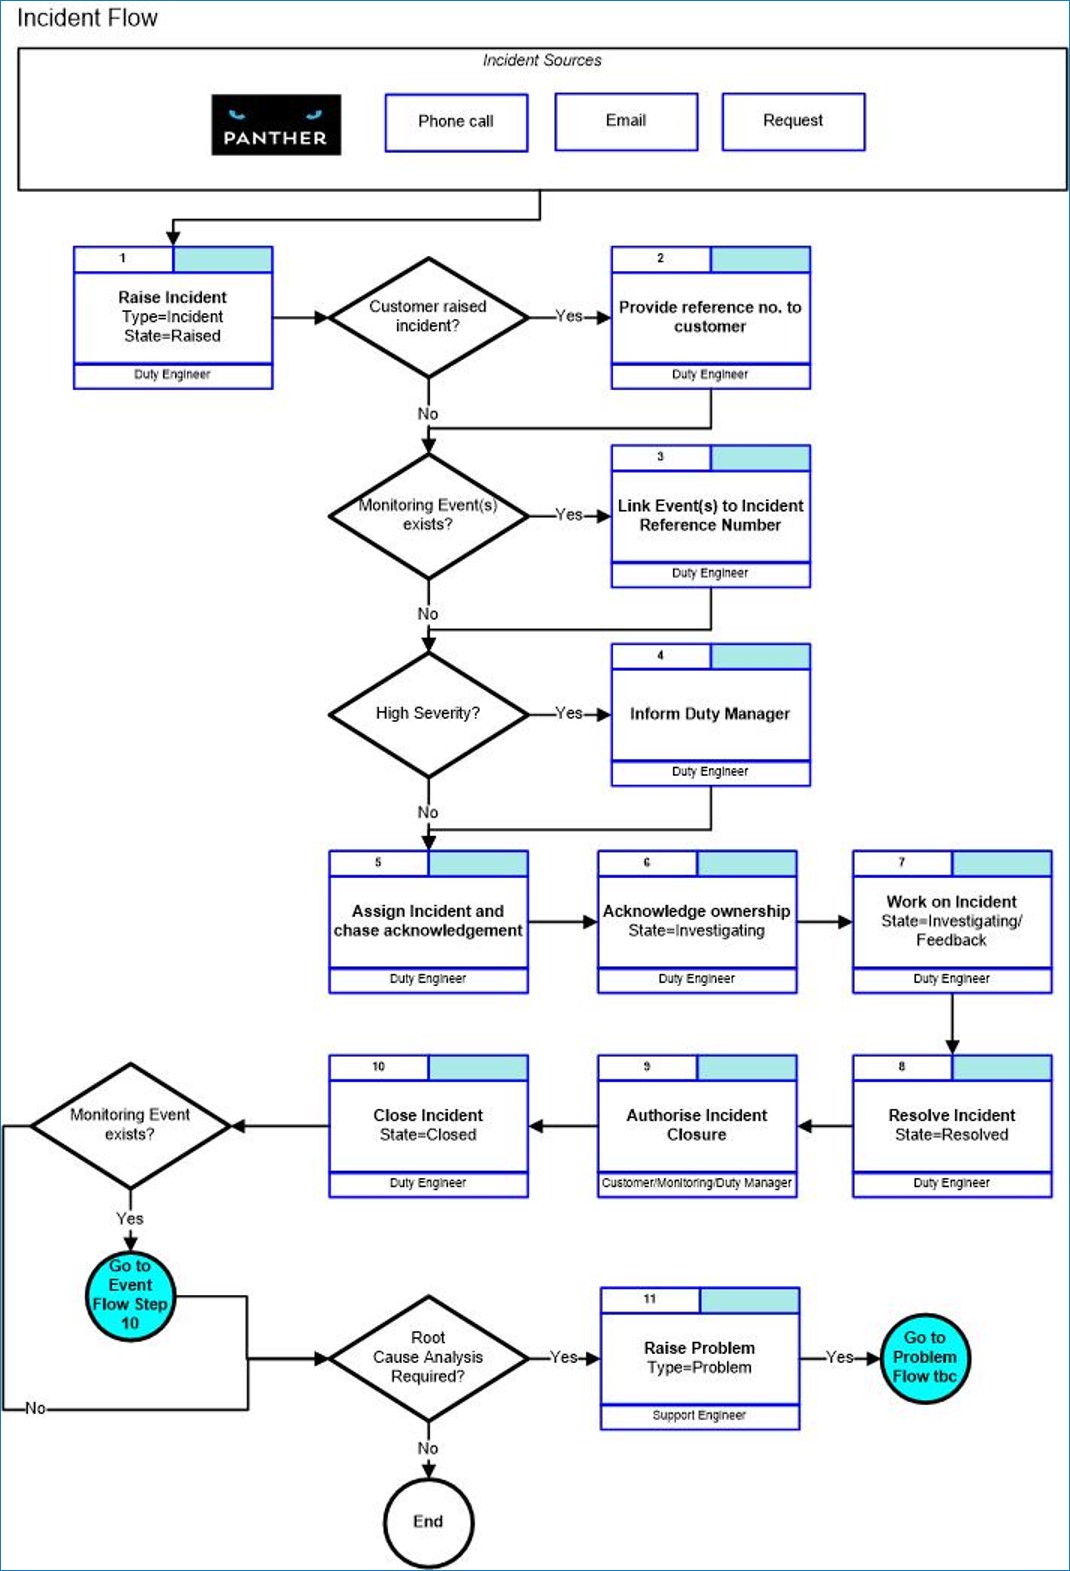 Incident Flow
Incident Sources
PANTHER
Phone call
Email
Request
1
Raise Incident
Type=Incident
State=Raised
Duty Engineer
Customer raised
incident?
Yes
2
Provide reference no. to
customer
Duty Engineer
No
Monitoring Event(s)
exists?
Yes
3
Link Event(s) to Incident
Reference Number
Duty Engineer
No
High Severity?
Yes
4
Inform Duty Manager
Duty Engineer
No
5
Assign Incident and
chase acknowledgement
Duty Engineer
6
Acknowledge ownership
State=Investigating
Duty Engineer
7
Work on Incident
State=Investigating/
Feedback
Duty Engineer
8
Resolve Incident
State=Resolved
Duty Engineer
9
Authorise Incident
Closure
Customer/Monitoring/Duty Manager
10
Close Incident
State=Closed
Duty Engineer
Monitoring Event
exists?
Yes
Go to
Event
Flow Step
10
No
Root
Cause Analysis
Required?
Yes
11
Raise Problem
Type=Problem
Support Engineer
Yes
Go to
Problem
Flow tbc
No
End